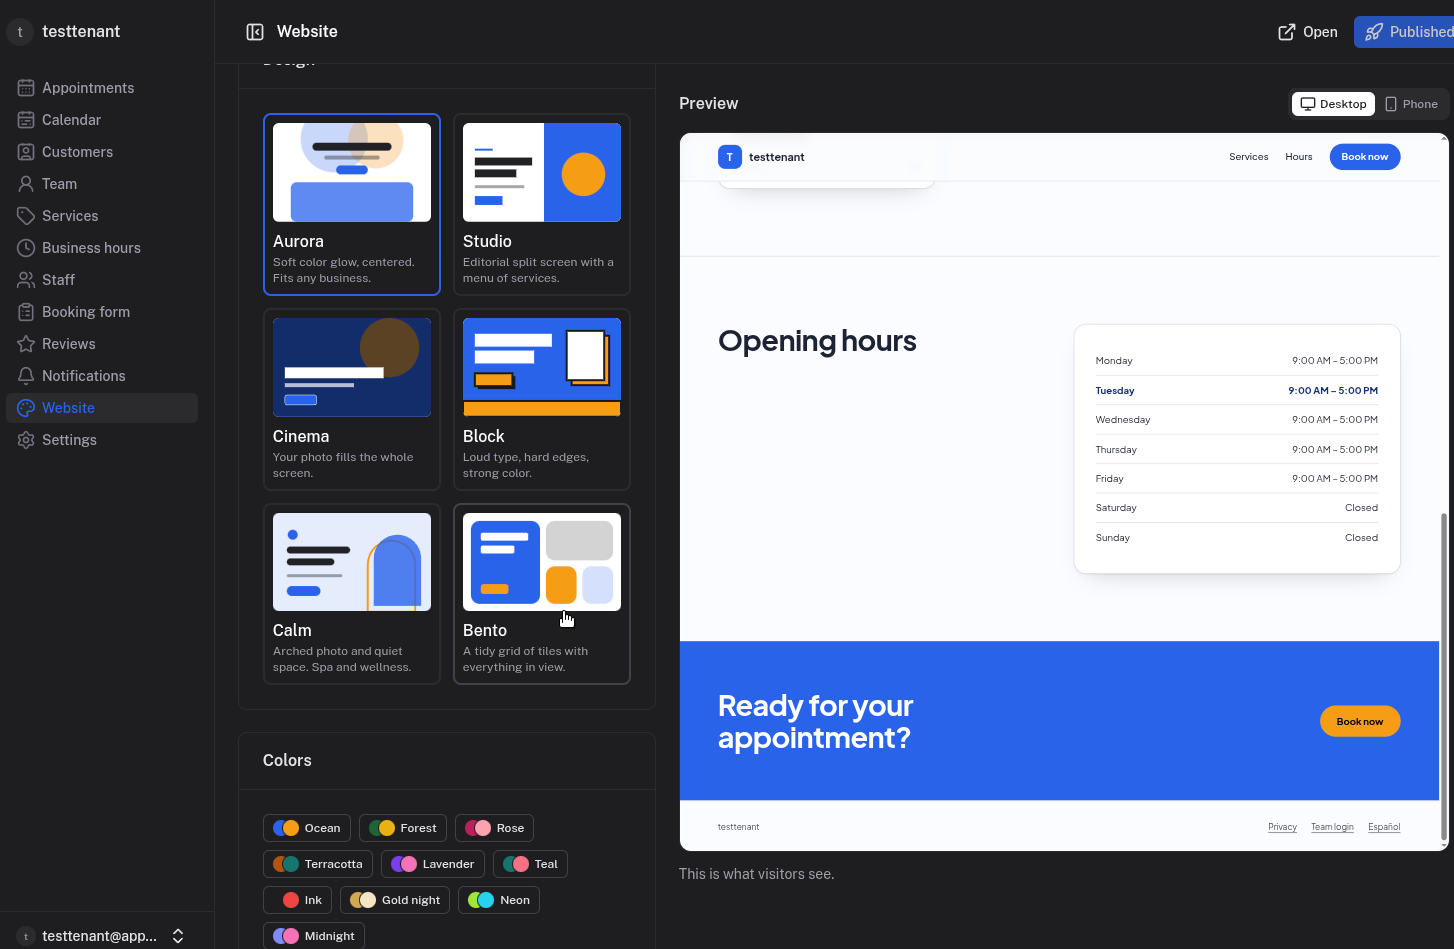 t
testtenant
Appointments
Calendar
Customers
Team
Services
Business hours
Staff
Booking form
Reviews
Notifications
Website
Settings
t
testtenant@app...
Website
Open
Published
Design
Aurora
Soft color glow, centered.
Fits any business.
Studio
Editorial split screen with a
menu of services.
Cinema
Your photo fills the whole
screen.
Block
Loud type, hard edges,
strong color.
Calm
Arched photo and quiet
space. Spa and wellness.
Bento
A tidy grid of tiles with
everything in view.
Colors
Ocean
Forest
Rose
Terracotta
Lavender
Teal
Ink
Gold night
Neon
Midnight
Preview
Desktop
Phone
T
testtenant
Services
Hours
Book now
Opening hours
Monday 9:00 AM – 5:00 PM
Tuesday 9:00 AM – 5:00 PM
Wednesday 9:00 AM – 5:00 PM
Thursday 9:00 AM – 5:00 PM
Friday 9:00 AM – 5:00 PM
Saturday Closed
Sunday Closed
Ready for your
appointment?
Book now
testtenant
Privacy
Team login
Español
This is what visitors see.